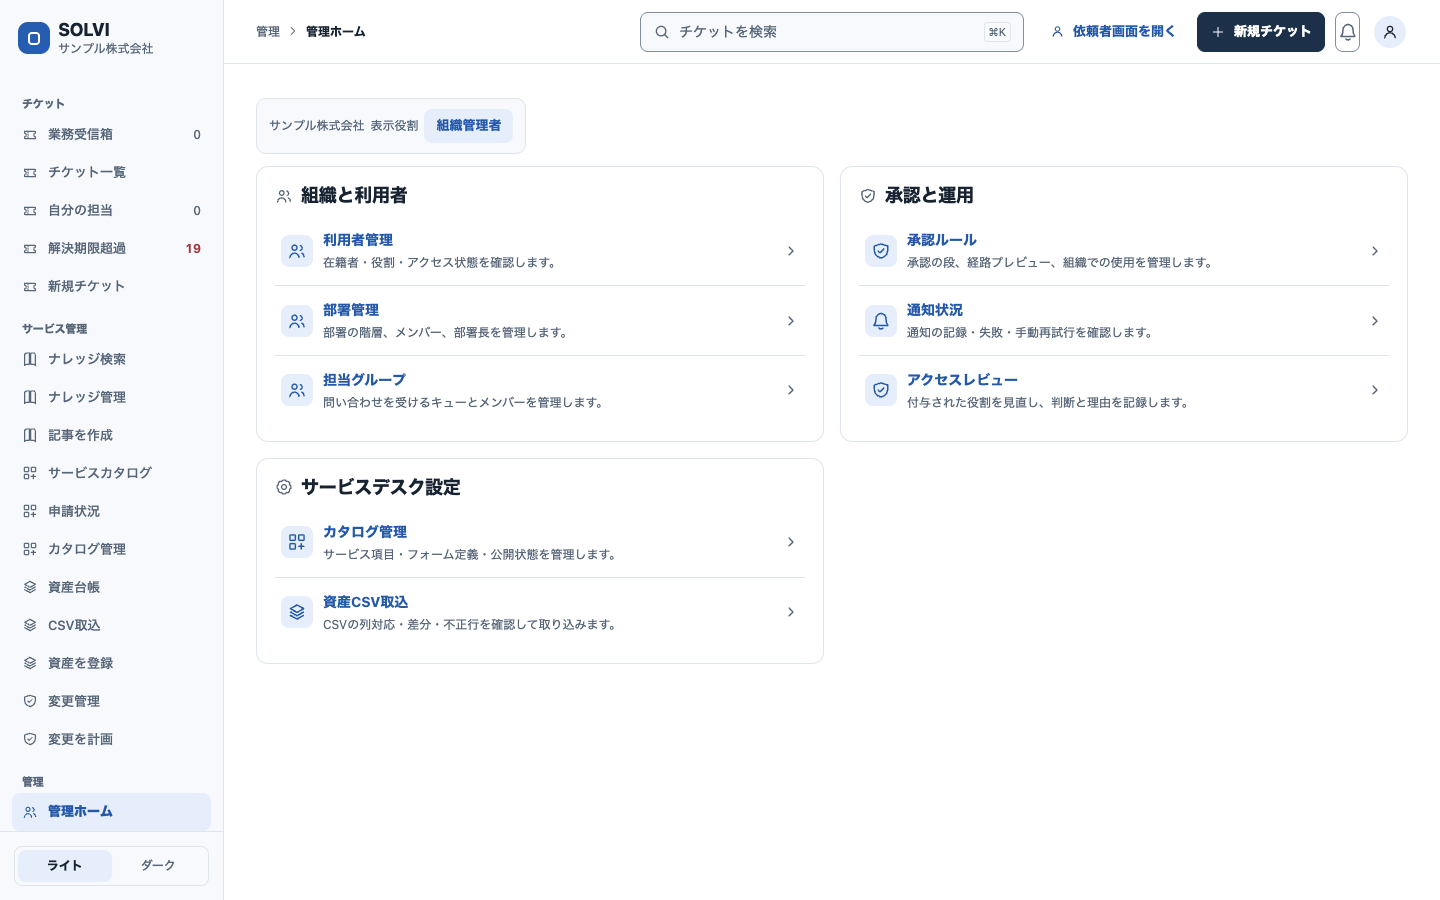 SOLVI
サンプル株式会社
チケット
業務受信箱 0
チケット一覧
自分の担当 0
解決期限超過 19
新規チケット
サービス管理
ナレッジ検索
ナレッジ管理
記事を作成
サービスカタログ
申請状況
カタログ管理
資産台帳
CSV取込
資産を登録
変更管理
変更を計画
管理
管理ホーム
ライト ダーク
管理 管理ホーム
チケットを検索 ⌘K
依頼者画面を開く
新規チケット
サンプル株式会社 表示役割 組織管理者
組織と利用者
利用者管理
在籍者・役割・アクセス状態を確認します。
部署管理
部署の階層、メンバー、部署長を管理します。
担当グループ
問い合わせを受けるキューとメンバーを管理します。
承認と運用
承認ルール
承認の段、経路プレビュー、組織での使用を管理します。
通知状況
通知の記録・失敗・手動再試行を確認します。
アクセスレビュー
付与された役割を見直し、判断と理由を記録します。
サービスデスク設定
カタログ管理
サービス項目・フォーム定義・公開状態を管理します。
資産CSV取込
CSVの列対応・差分・不正行を確認して取り込みます。